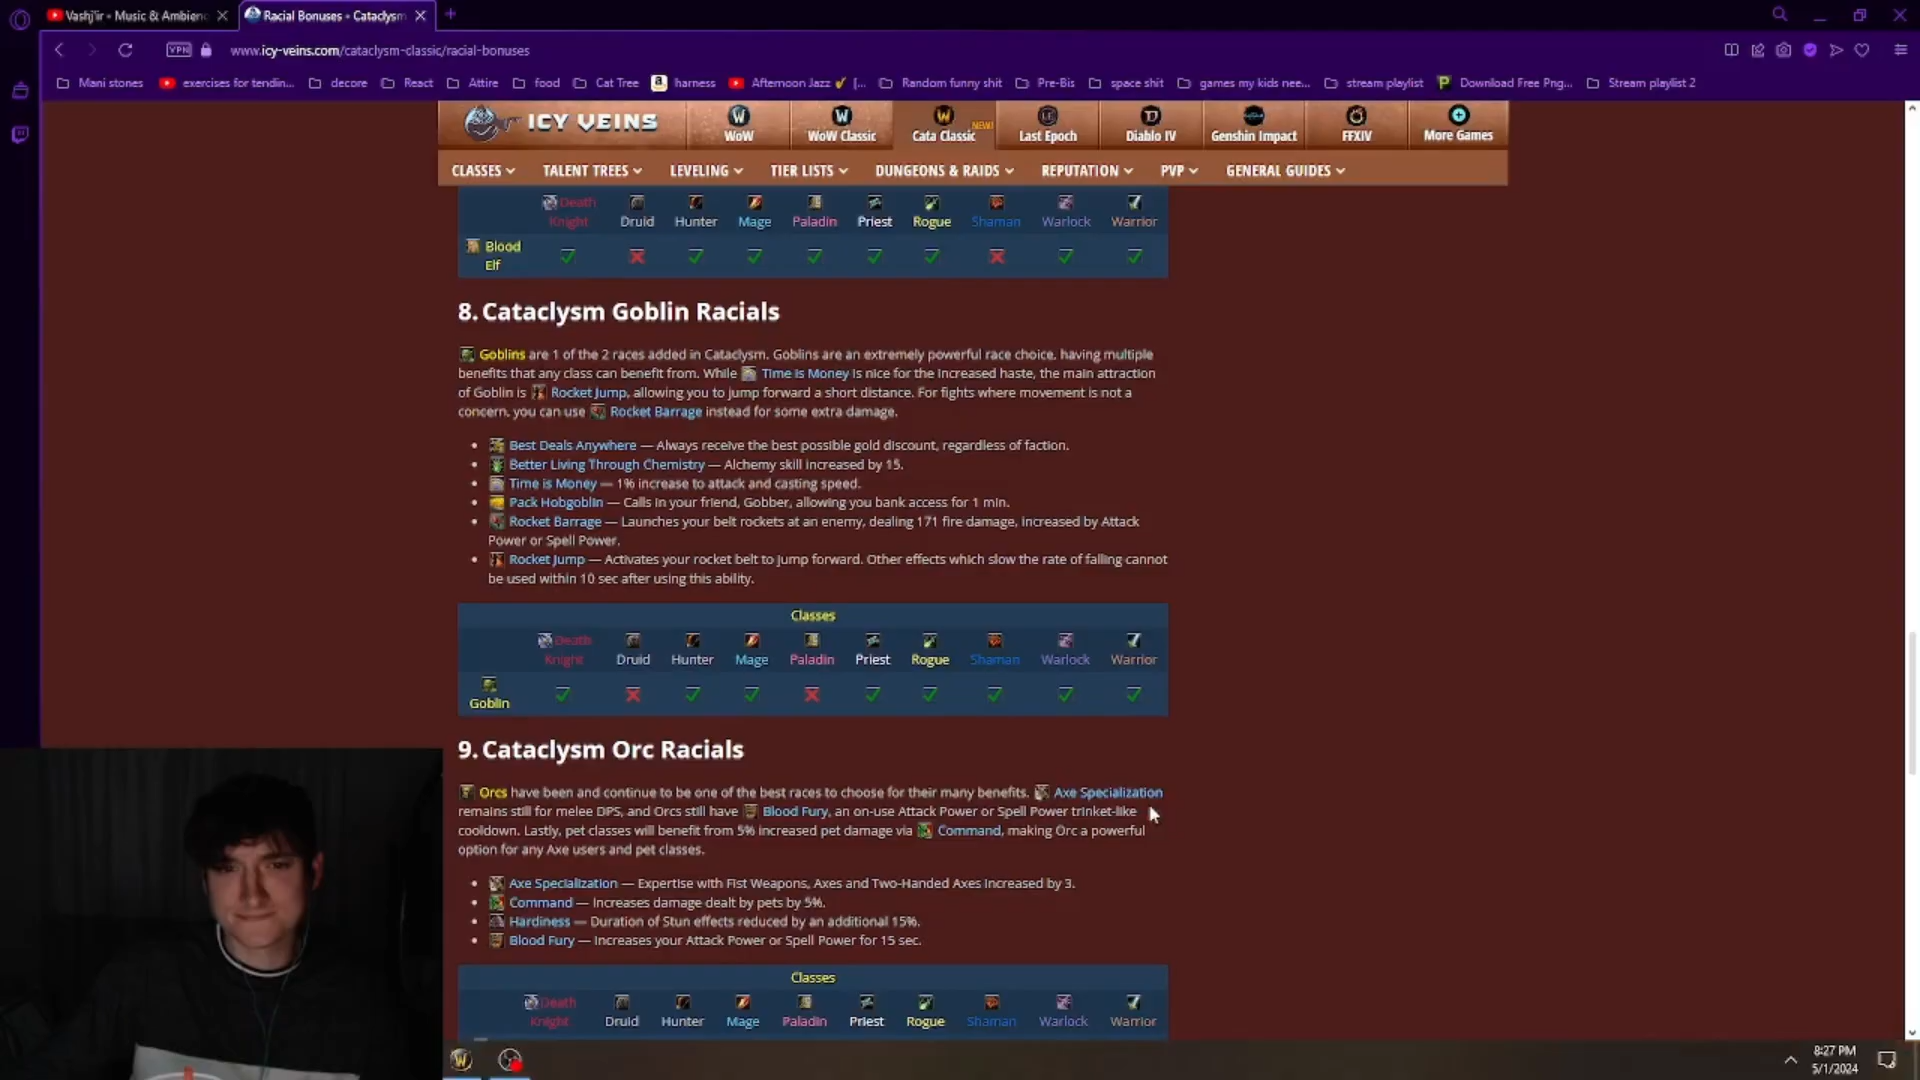 Vashj'ir • Music & Ambienc
Racial Bonuses • Cataclysm
VPN
www.icy-veins.com/cataclysm-classic/racial-bonuses
Mani stones
exercises for tendin...
decore
React
Attire
food
Cat Tree
harness
Afternoon Jazz ✔ [...
Random funny shit
Pre-Bis
space shit
games my kids nee...
stream playlist
Download Free Png...
Stream playlist 2
ICY VEINS
WoW
WoW Classic
Cata Classic
NEW!
Last Epoch
Diablo IV
Genshin Impact
FFXIV
More Games
CLASSES
TALENT TREES
LEVELING
TIER LISTS
DUNGEONS & RAIDS
REPUTATION
PVP
GENERAL GUIDES
Death Knight Druid Hunter Mage Paladin Priest Rogue Shaman Warlock Warrior
Blood Elf
8. Cataclysm Goblin Racials
Goblins are 1 of the 2 races added in Cataclysm. Goblins are an extremely powerful race choice, having multiple
benefits that any class can benefit from. While Time is Money is nice for the increased haste, the main attraction
of Goblin is Rocket Jump, allowing you to jump forward a short distance. For fights where movement is not a
concern, you can use Rocket Barrage instead for some extra damage.
• Best Deals Anywhere — Always receive the best possible gold discount, regardless of faction.
• Better Living Through Chemistry — Alchemy skill increased by 15.
• Time is Money — 1% increase to attack and casting speed.
• Pack Hobgoblin — Calls in your friend, Gobber, allowing you bank access for 1 min.
• Rocket Barrage — Launches your belt rockets at an enemy, dealing 171 fire damage, increased by Attack
Power or Spell Power.
• Rocket Jump — Activates your rocket belt to jump forward. Other effects which slow the rate of falling cannot
be used within 10 sec after using this ability.
Classes
Death Knight Druid Hunter Mage Paladin Priest Rogue Shaman Warlock Warrior
Goblin
9. Cataclysm Orc Racials
Orcs have been and continue to be one of the best races to choose for their many benefits. Axe Specialization
remains still for melee DPS, and Orcs still have Blood Fury, an on-use Attack Power or Spell Power trinket-like
cooldown. Lastly, pet classes will benefit from 5% increased pet damage via Command, making Orc a powerful
option for any Axe users and pet classes.
• Axe Specialization — Expertise with Fist Weapons, Axes and Two-Handed Axes increased by 3.
• Command — Increases damage dealt by pets by 5%.
• Hardiness — Duration of Stun effects reduced by an additional 15%.
• Blood Fury — Increases your Attack Power or Spell Power for 15 sec.
Classes
Death Knight Druid Hunter Mage Paladin Priest Rogue Shaman Warlock Warrior
8:27 PM
5/1/2024